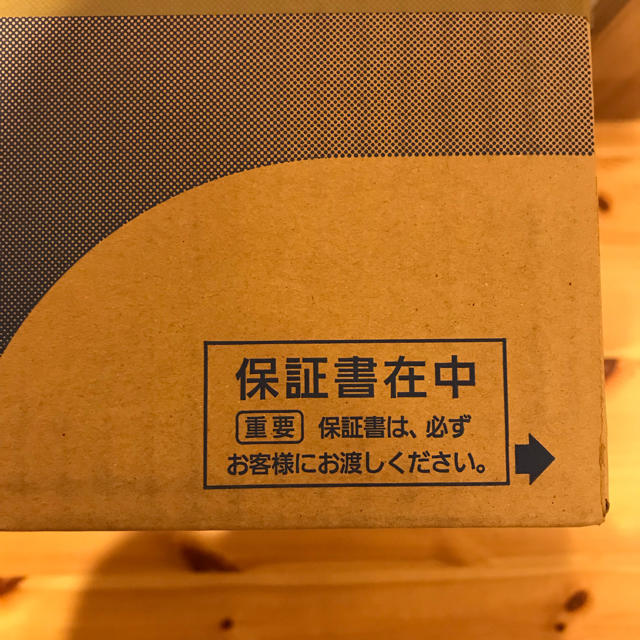 保証書在中
重要 保証書は、必ず
お客様にお渡しください。